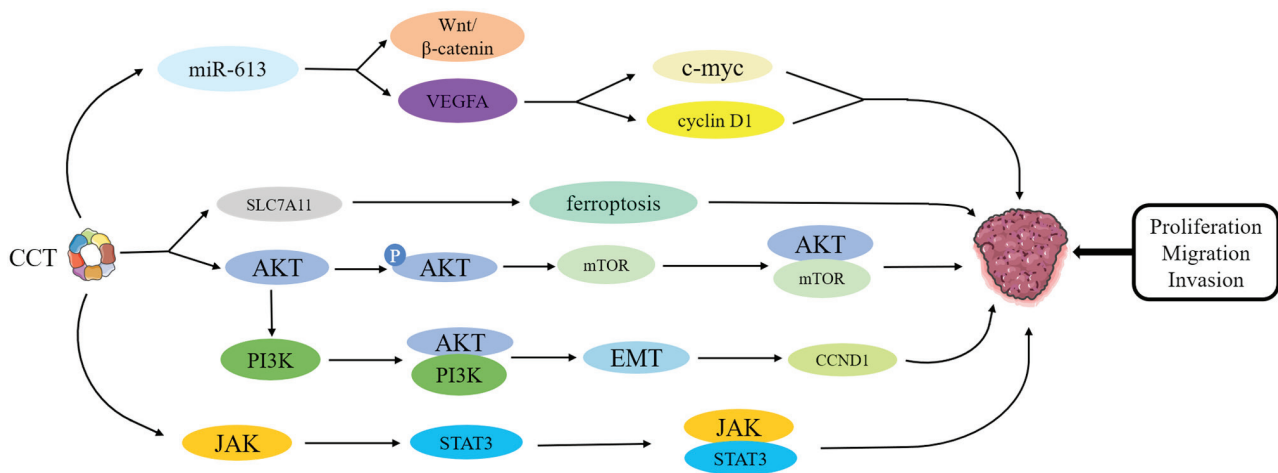 Wnt/
β-catenin
miR-613
VEGFA
c-myc
cyclin D1
SLC7A11
ferroptosis
CCT
AKT
P
AKT
mTOR
AKT
mTOR
Proliferation
Migration
Invasion
PI3K
AKT
PI3K
EMT
CCND1
JAK
STAT3
JAK
STAT3